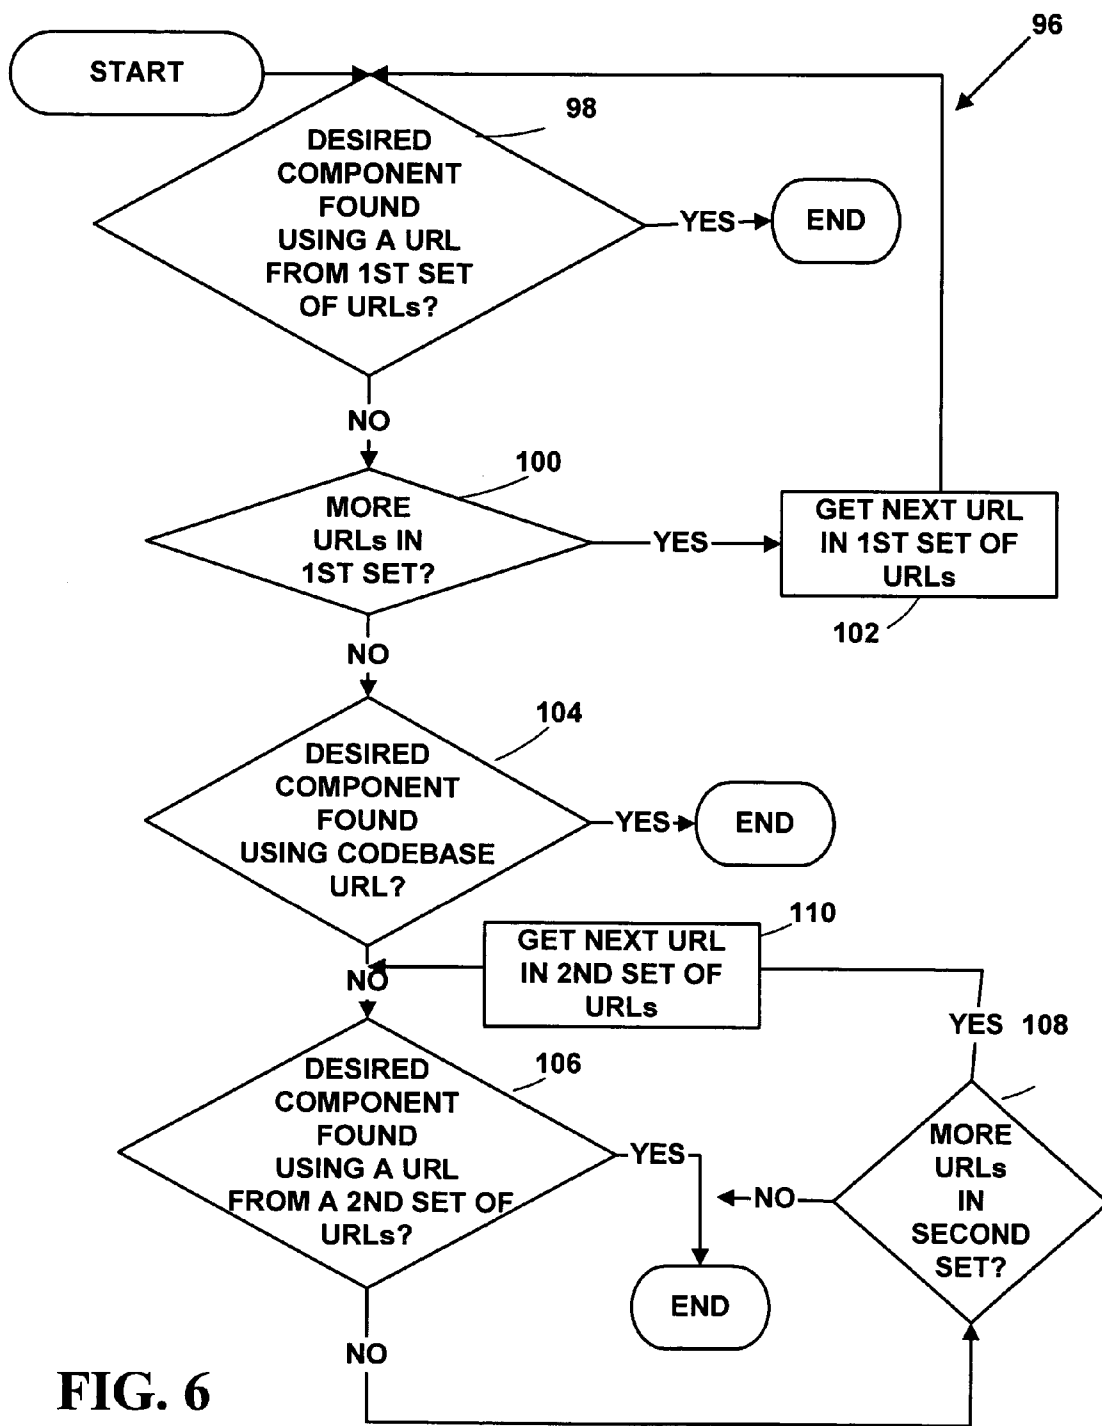 96
START
98
DESIRED
COMPONENT
FOUND
USING A URL
FROM 1ST SET
OF URLs?
YES
END
NO
100
MORE
URLs IN
1ST SET?
YES
GET NEXT URL
IN 1ST SET OF
URLs
102
NO
104
DESIRED
COMPONENT
FOUND
USING CODEBASE
URL?
YES
END
110
GET NEXT URL
IN 2ND SET OF
URLs
NO
YES 108
106
DESIRED
COMPONENT
FOUND
USING A URL
FROM A 2ND SET OF
URLs?
YES
MORE
URLs
IN
SECOND
SET?
NO
END
NO
FIG. 6